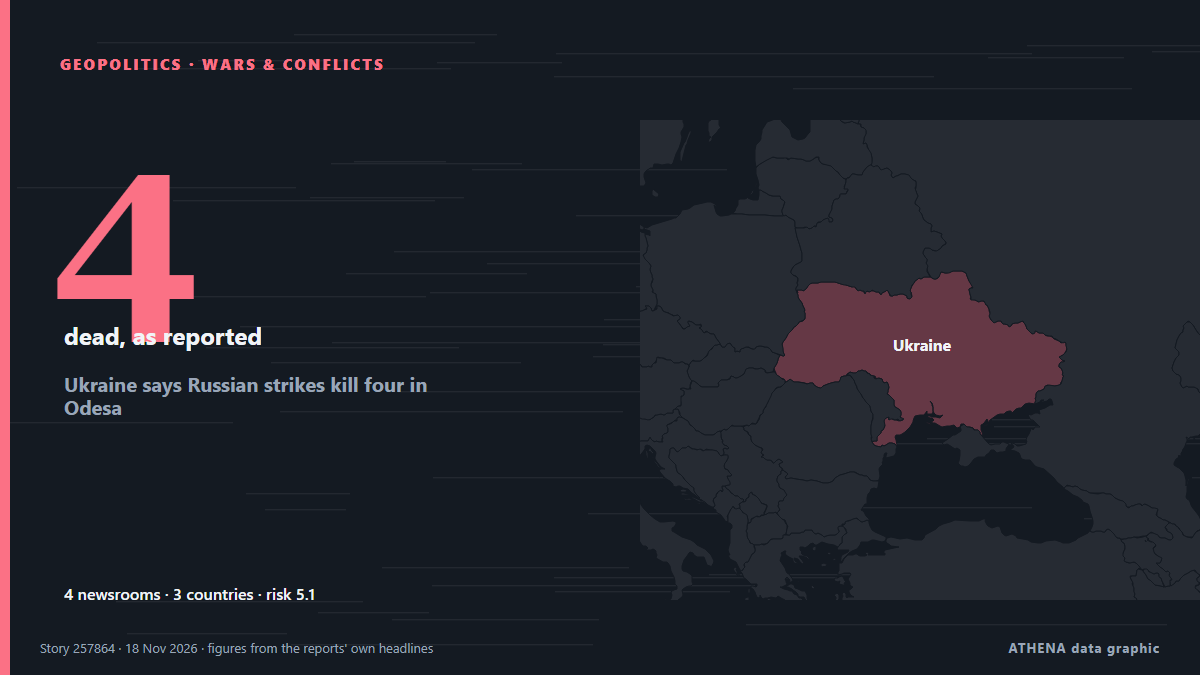 GEOPOLITICS · WARS & CONFLICTS
4
dead, as reported
Ukraine says Russian strikes kill four in
Odesa
Ukraine
4 newsrooms · 3 countries · risk 5.1
Story 257864 · 18 Nov 2026 · figures from the reports' own headlines
ATHENA data graphic